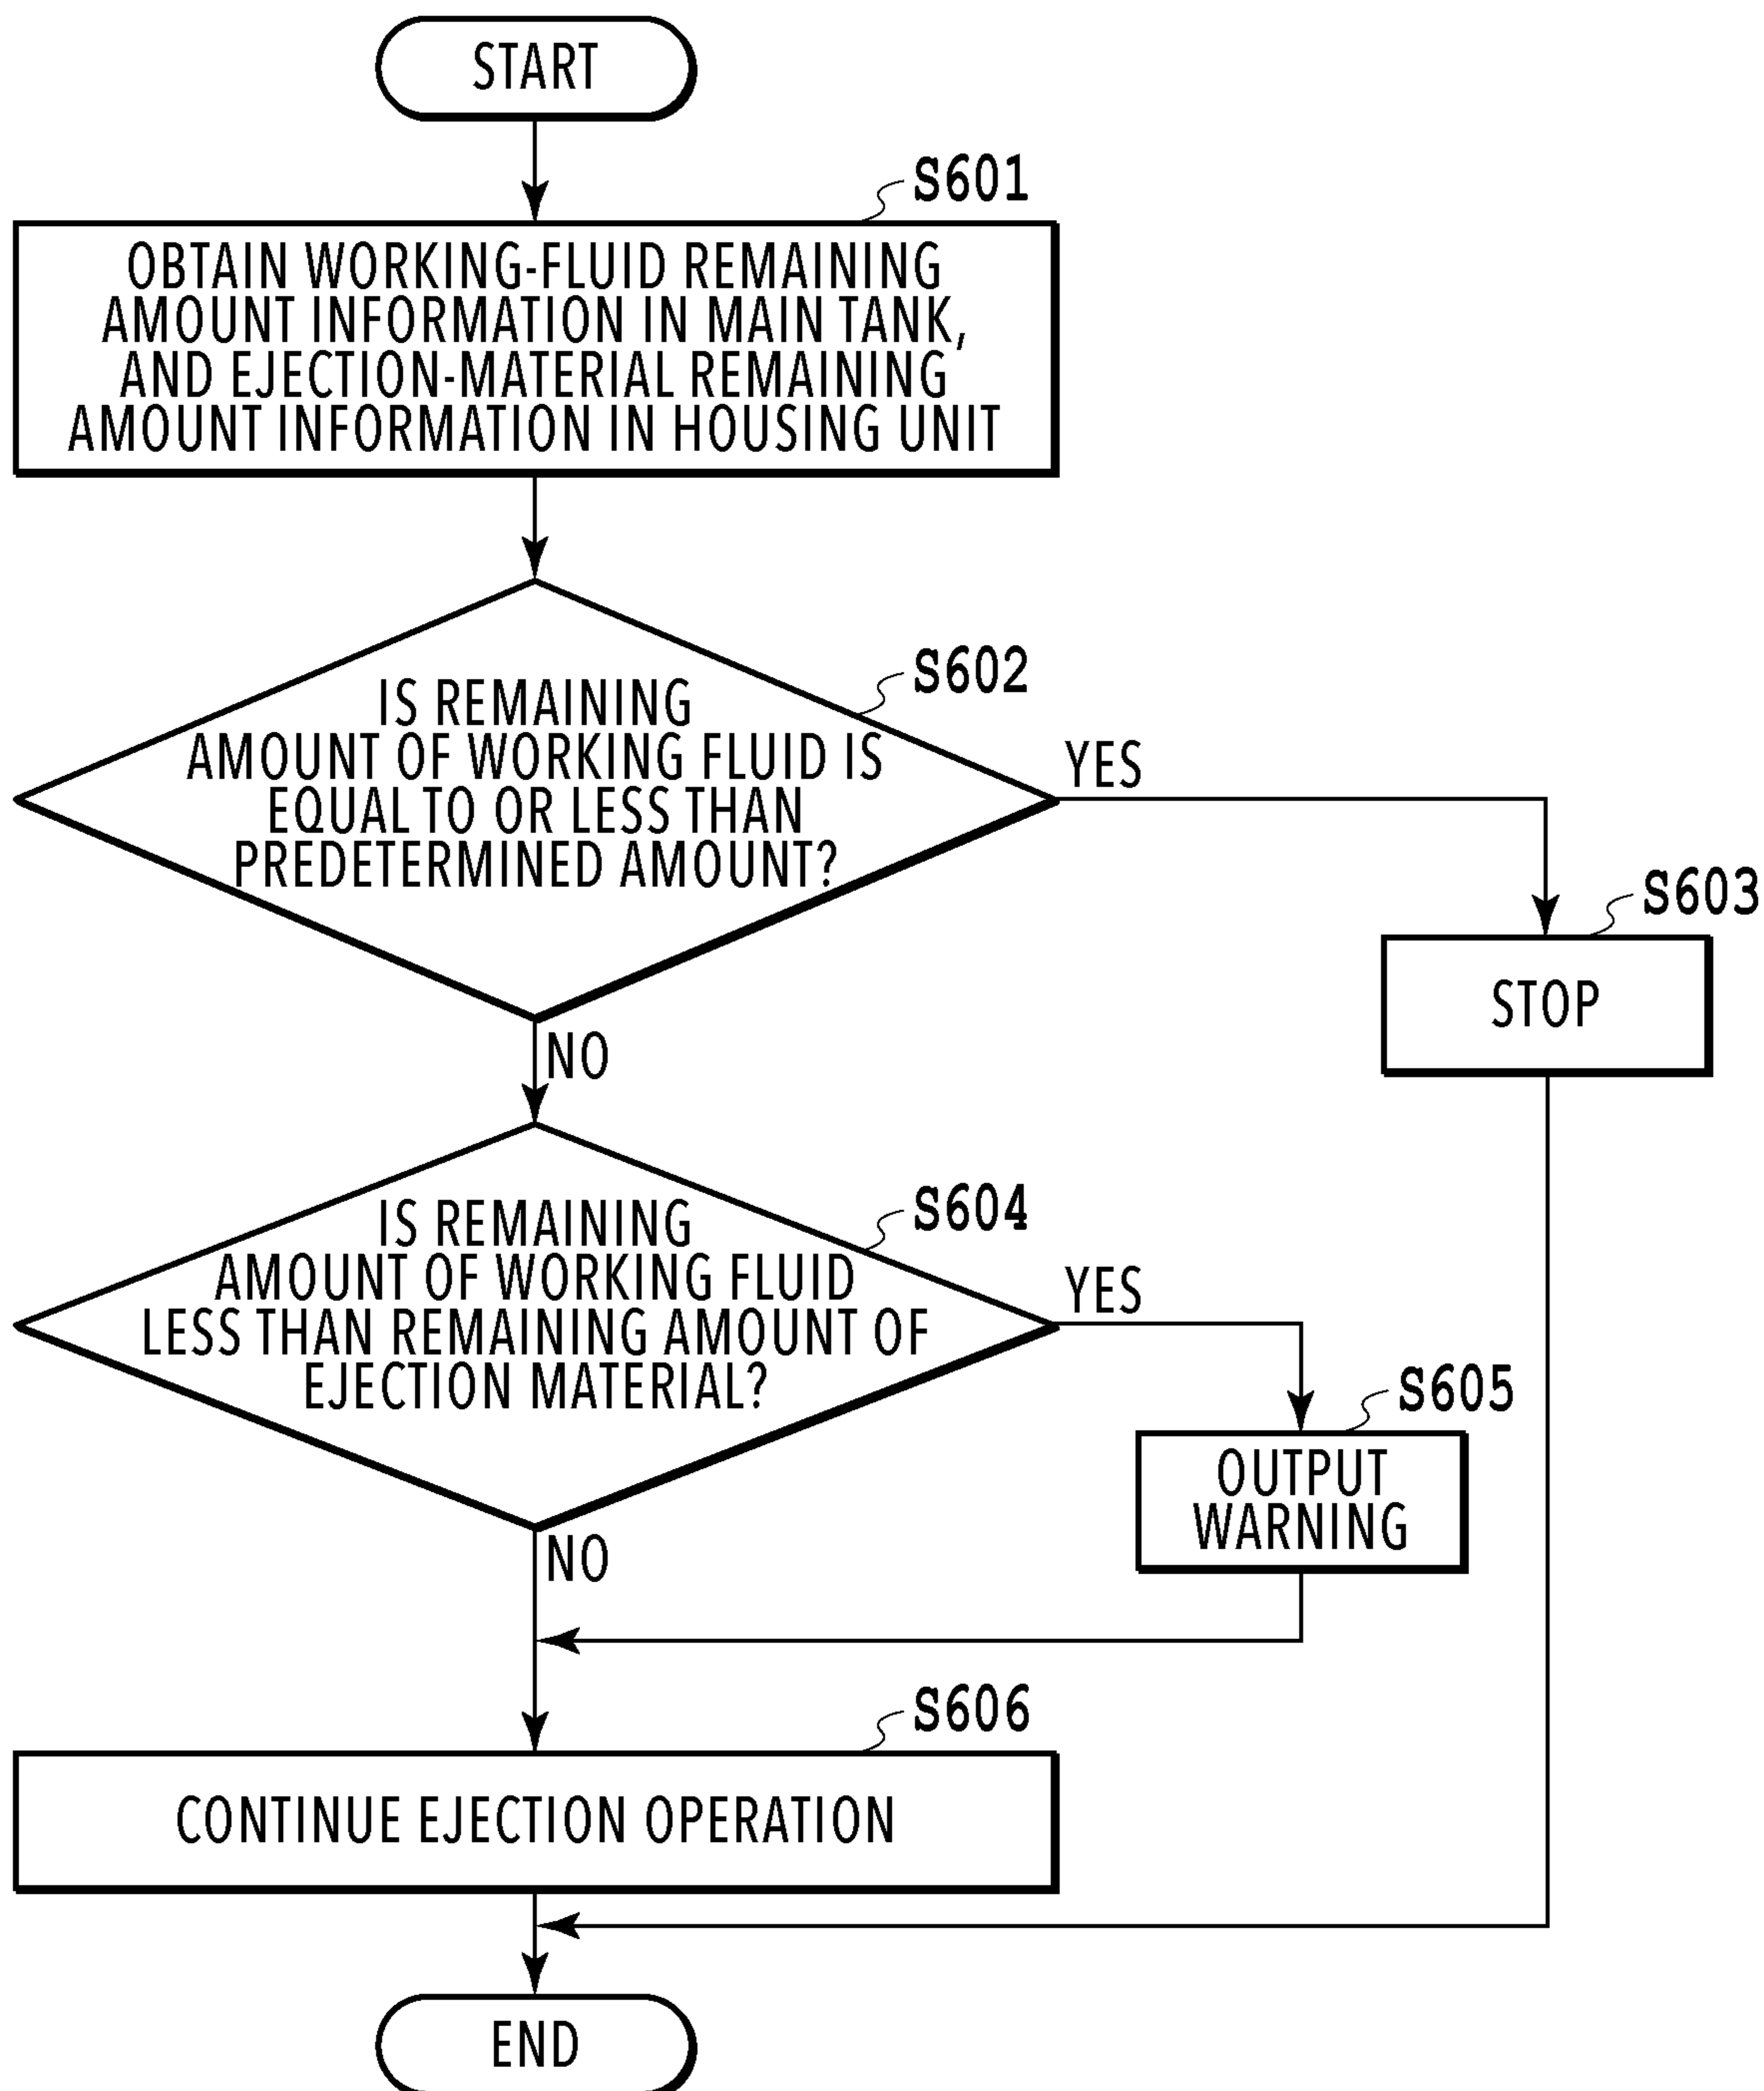 START
S601
OBTAIN WORKING-FLUID REMAINING
AMOUNT INFORMATION IN MAIN TANK,
AND EJECTION-MATERIAL REMAINING
AMOUNT INFORMATION IN HOUSING UNIT
S602
IS REMAINING
AMOUNT OF WORKING FLUID IS
EQUAL TO OR LESS THAN
PREDETERMINED AMOUNT?
YES
S603
STOP
NO
S604
IS REMAINING
AMOUNT OF WORKING FLUID
LESS THAN REMAINING AMOUNT OF
EJECTION MATERIAL?
YES
S605
OUTPUT
WARNING
NO
S606
CONTINUE EJECTION OPERATION
END